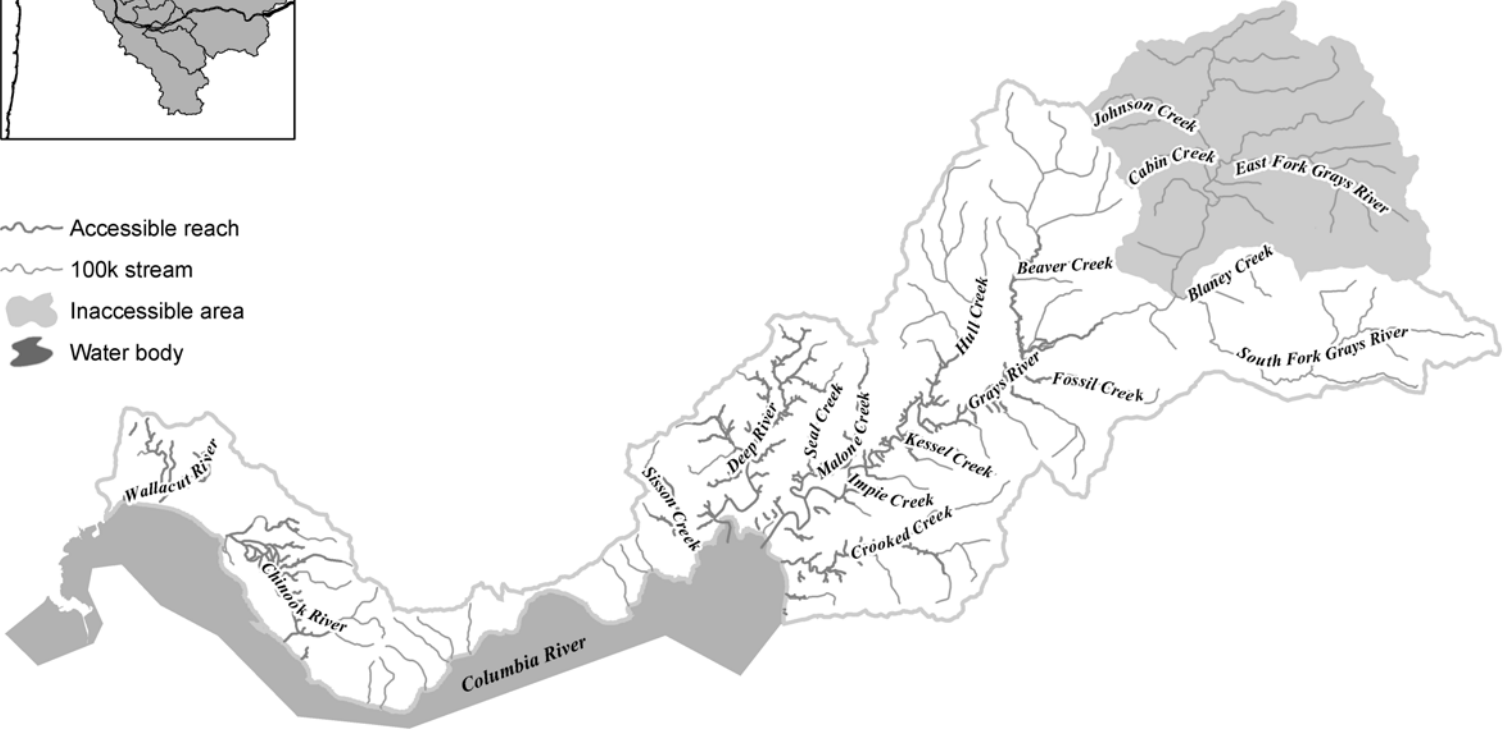 Accessible reach
100k stream
Inaccessible area
Water body
Johnson Creek
Cabin Creek
East Fork Grays River
Beaver Creek
Blaney Creek
Hull Creek
South Fork Grays River
Grays River
Fossil Creek
Deep River
Seal Creek
Malone Creek
Kessel Creek
Wallacut River
Sisson Creek
Impie Creek
Crooked Creek
Chinook River
Columbia River